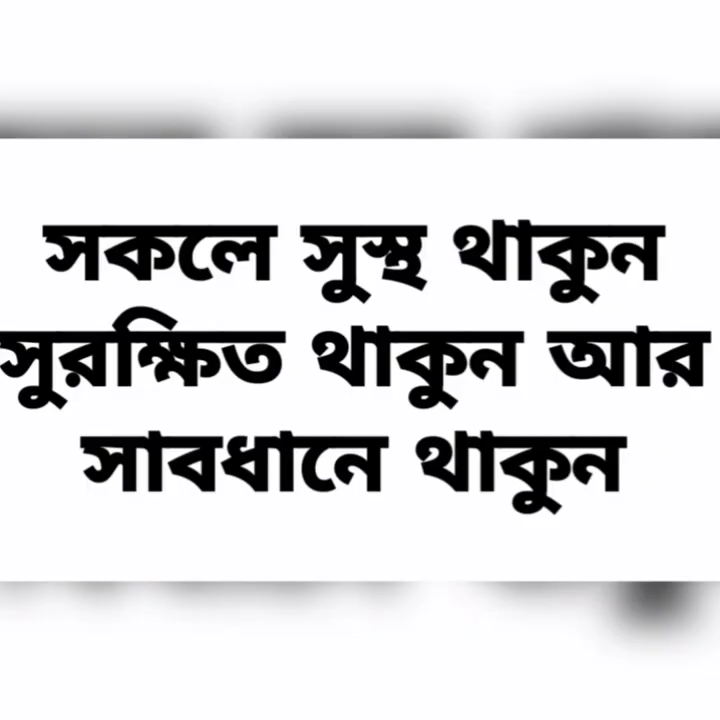 সকলে সুস্থ থাকুন
সুরক্ষিত থাকুন আর
সাবধানে থাকুন